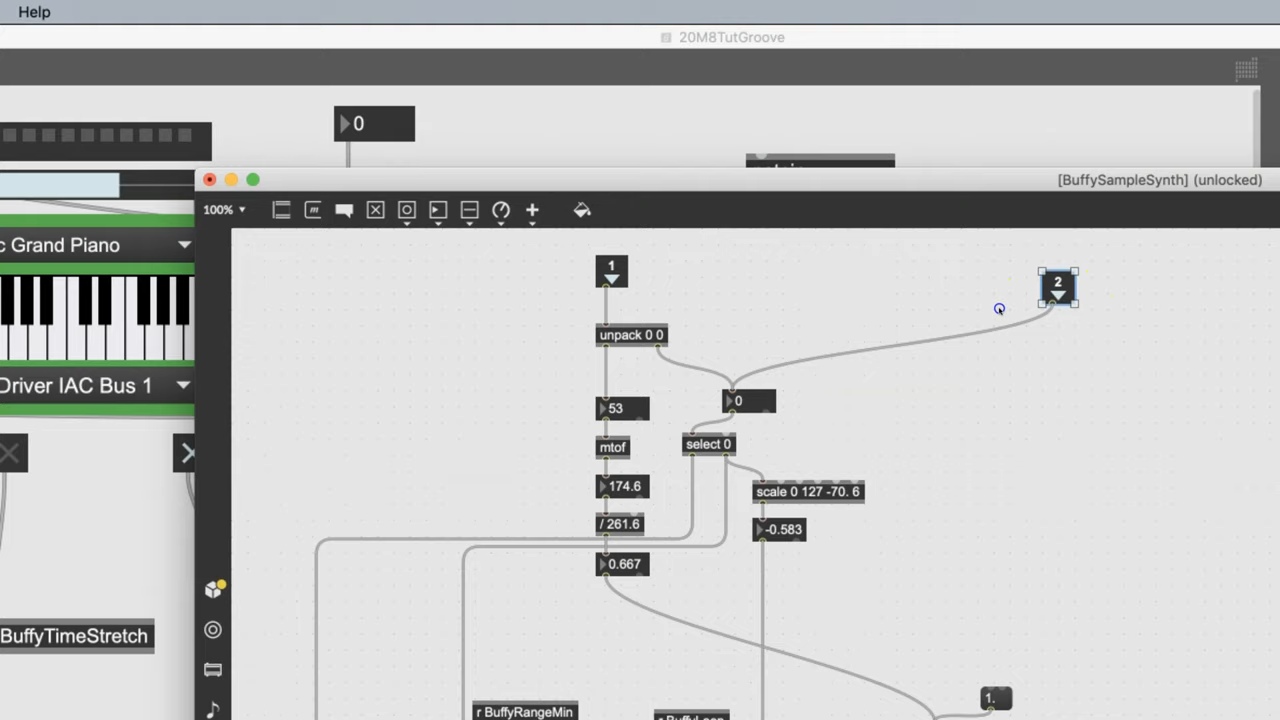 Help
20M8TutGroove
0
[BuffySampleSynth] (unlocked)
100%
c Grand Piano
1
2
unpack 0 0
Driver IAC Bus 1
0
53
mtof
select 0
174.6
scale 0 127 -70. 6
/ 261.6
-0.583
0.667
BuffyTimeStretch
1.
r BuffyRangeMin
r BuffyLoop